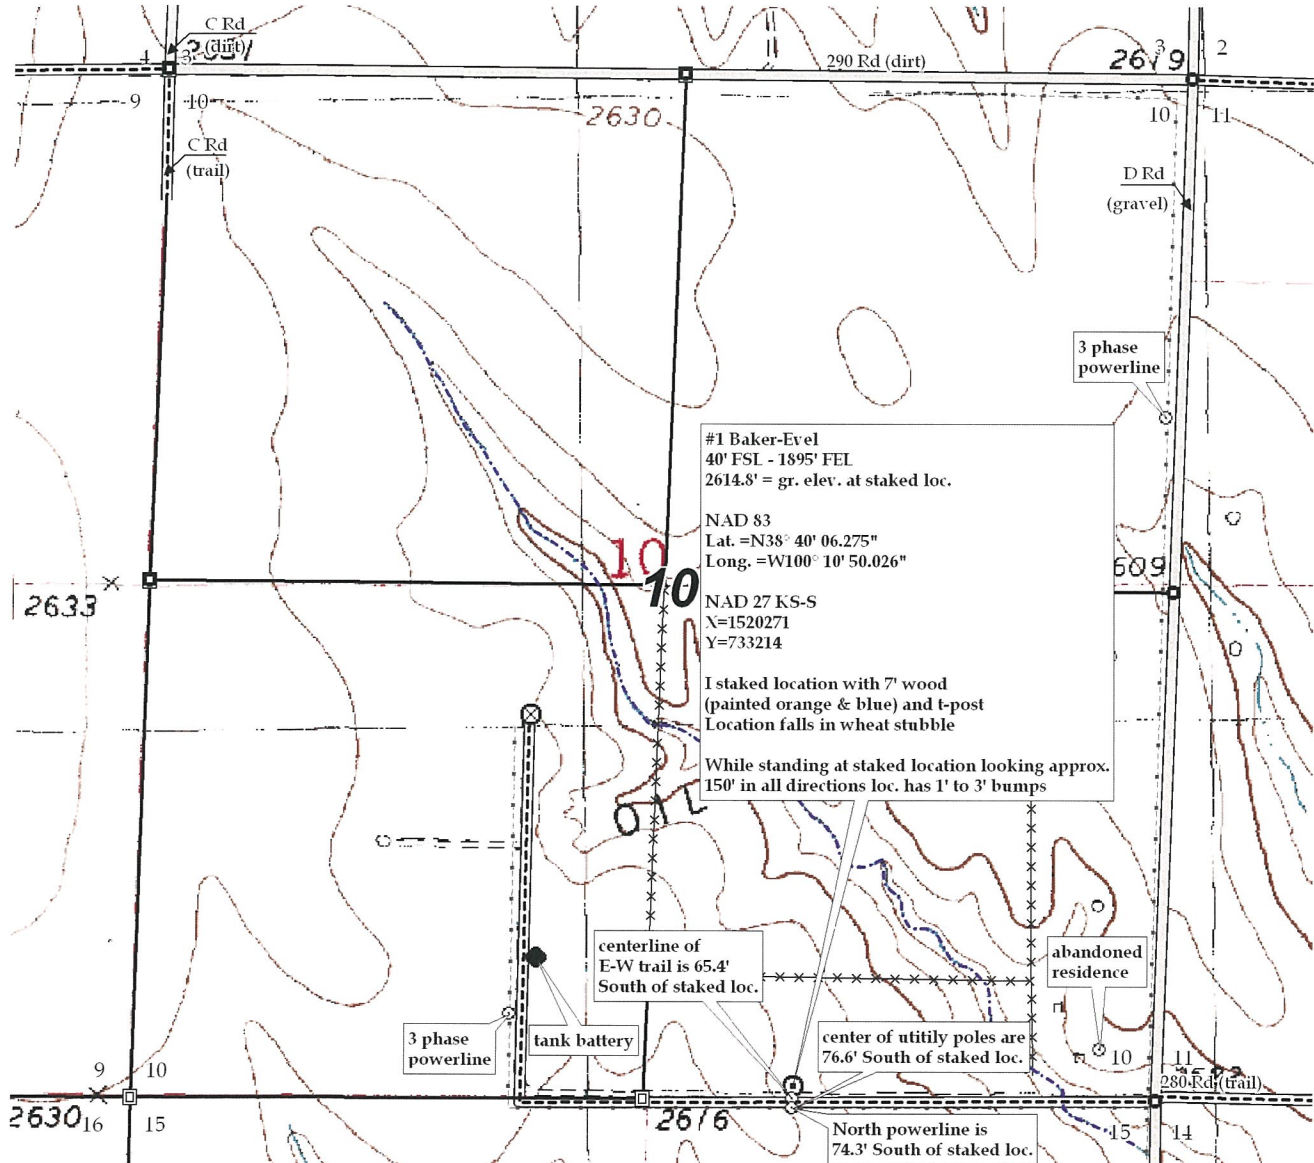 C Rd
(dirt)
4
3
290 Rd (dirt)
3
2
2619
9
10
2630
10
11
C Rd
(trail)
D Rd
(gravel)
3 phase
powerline
#1 Baker-Evel
40' FSL - 1895' FEL
2614.8' = gr. elev. at staked loc.
NAD 83
Lat. =N38° 40' 06.275"
Long. =W100° 10' 50.026"
NAD 27 KS-S
X=1520271
Y=733214
I staked location with 7' wood
(painted orange & blue) and t-post
Location falls in wheat stubble
While standing at staked location looking approx.
150' in all directions loc. has 1' to 3' bumps
10
10
609
2633
OIL
centerline of
E-W trail is 65.4'
South of staked loc.
abandoned
residence
3 phase
powerline
tank battery
center of utitily poles are
76.6' South of staked loc.
10
11
9
10
280 Rd (trail)
2630
16
15
2616
North powerline is
74.3' South of staked loc.
15
14